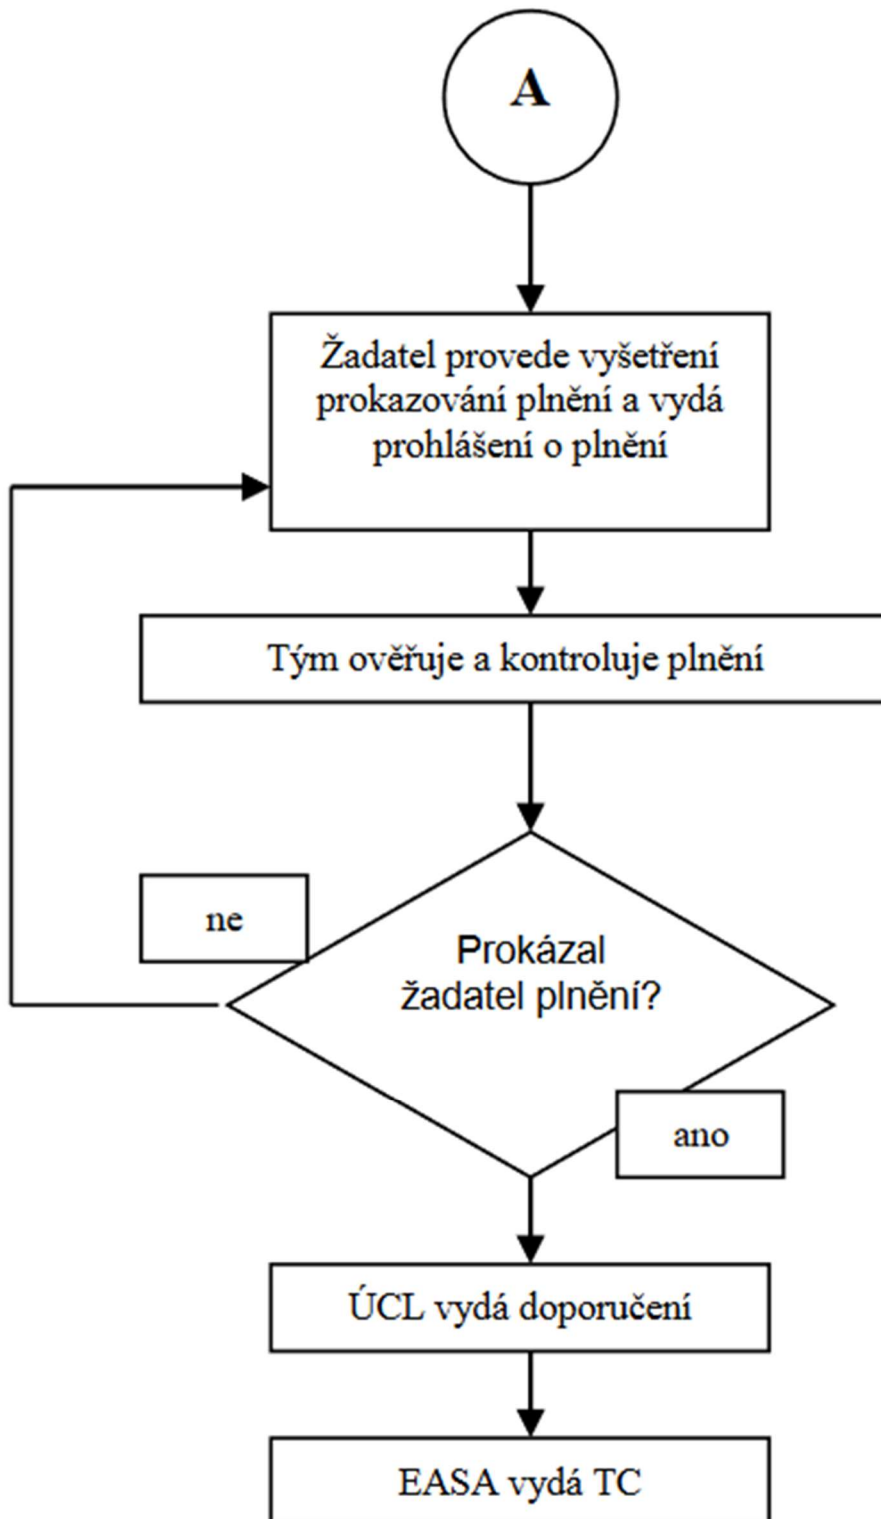 A
Žadatel provede vyšetření
prokazování plnění a vydá
prohlášení o plnění
Tým ověřuje a kontroluje plnění
ne
Prokázal
žadatel plnění?
ano
ÚCL vydá doporučení
EASA vydá TC